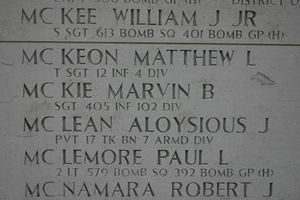 MC KEE WILLIAM J JR
S SGT 613 BOMB SQ 401 BOMB GP (H)
MC KEON MATTHEW L
T SGT 12 INF 4 DIV
MC KIE MARVIN B
SGT 405 INF 102 DIV
MC LEAN ALOYSIOUS J
PVT 17 TK BN 7 ARMD DIV
MC LEMORE PAUL L
2 LT 579 BOMB SQ 392 BOMB GP (H)
MC NAMARA ROBERT J